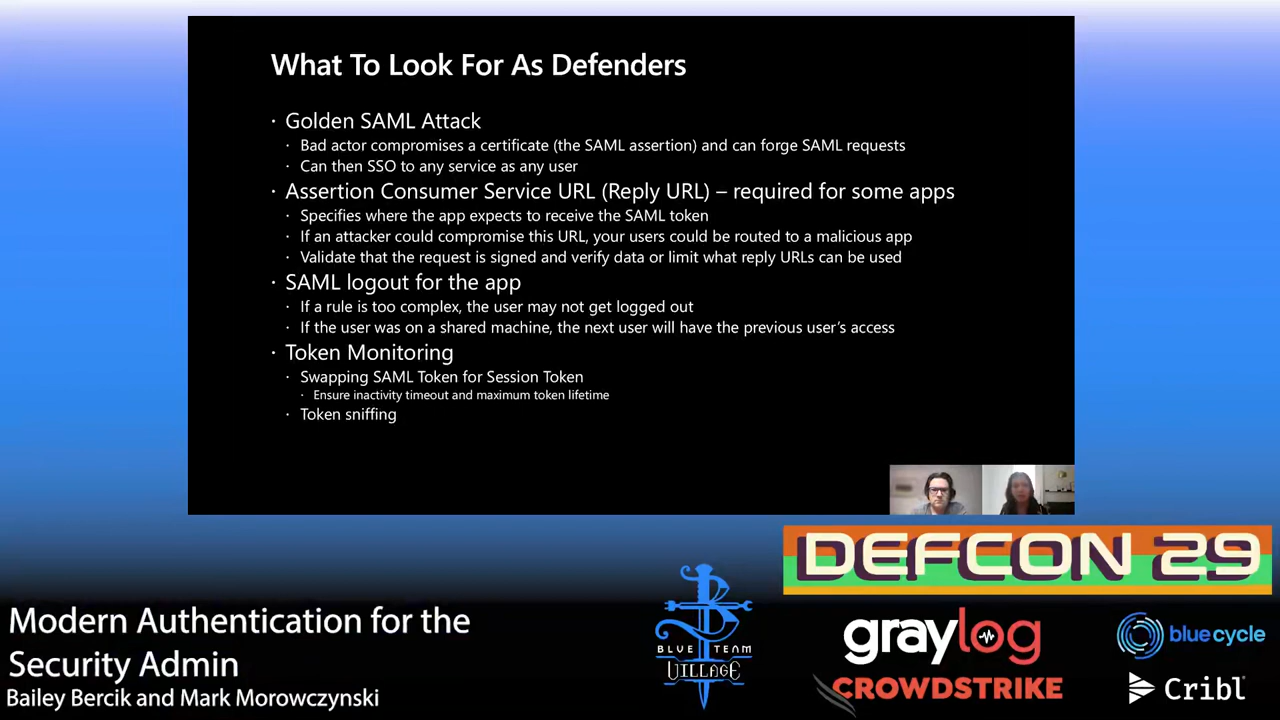 What To Look For As Defenders
· Golden SAML Attack
· Bad actor compromises a certificate (the SAML assertion) and can forge SAML requests
· Can then SSO to any service as any user
· Assertion Consumer Service URL (Reply URL) – required for some apps
· Specifies where the app expects to receive the SAML token
· If an attacker could compromise this URL, your users could be routed to a malicious app
· Validate that the request is signed and verify data or limit what reply URLs can be used
· SAML logout for the app
· If a rule is too complex, the user may not get logged out
· If the user was on a shared machine, the next user will have the previous user’s access
· Token Monitoring
· Swapping SAML Token for Session Token
· Ensure inactivity timeout and maximum token lifetime
· Token sniffing
DEFCON 29
Modern Authentication for the
Security Admin
Bailey Bercik and Mark Morowczynski
BLUE TEAM
VILLAGE
graylog
CROWDSTRIKE
blue cycle
Cribl